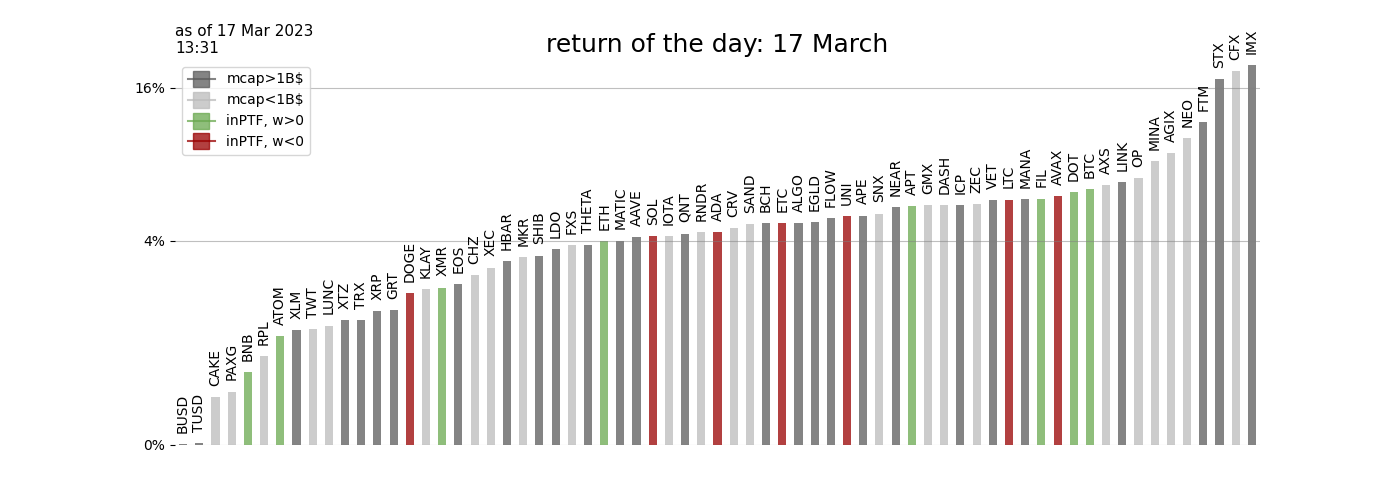 as of 17 Mar 2023
13:31
return of the day: 17 March
mcap>1B$
mcap<1B$
inPTF, w>0
inPTF, w<0
16%
4%
0%
BUSD
TUSD
CAKE
PAXG
BNB
RPL
ATOM
XLM
TWT
LUNC
XTZ
TRX
XRP
GRT
DOGE
KLAY
XMR
EOS
CHZ
XEC
HBAR
MKR
SHIB
LDO
FXS
THETA
ETH
MATIC
AAVE
SOL
IOTA
QNT
RNDR
ADA
CRV
SAND
BCH
ETC
ALGO
EGLD
FLOW
UNI
APE
SNX
NEAR
APT
GMX
DASH
ICP
ZEC
VET
LTC
MANA
FIL
AVAX
DOT
BTC
AXS
LINK
OP
MINA
AGIX
NEO
FTM
STX
CFX
IMX